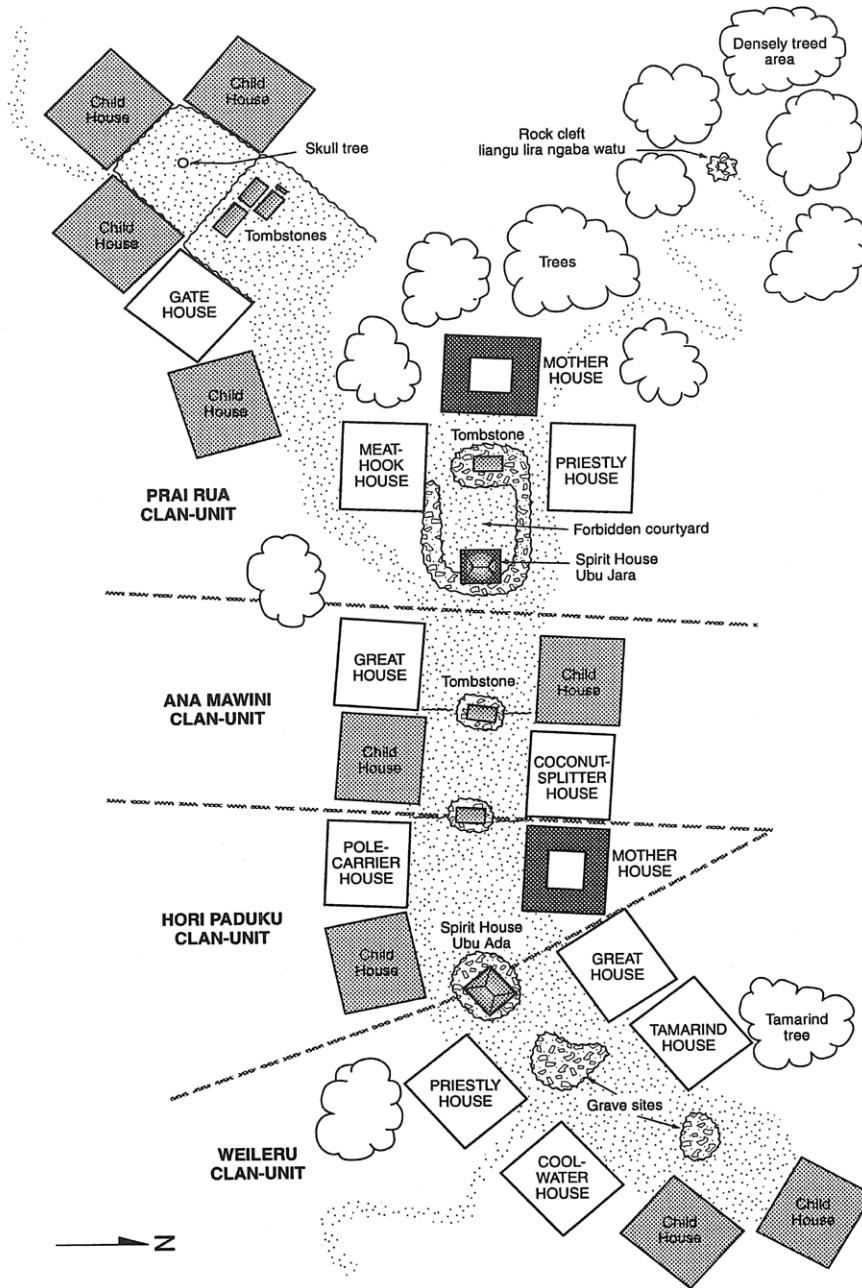 Densely treed
area
Child
House
Child
House
Rock cleft
liangu lira ngaba watu
Skull tree
Child
House
Tombstones
Trees
GATE
HOUSE
MOTHER
HOUSE
Child
House
Tombstone
MEAT-
HOOK
HOUSE
PRIESTLY
HOUSE
PRAI RUA
CLAN-UNIT
Forbidden courtyard
Spirit House
Ubu Jara
GREAT
HOUSE
Child
House
Tombstone
ANA MAWINI
CLAN-UNIT
Child
House
COCONUT-
SPLITTER
HOUSE
POLE-
CARRIER
HOUSE
MOTHER
HOUSE
HORI PADUKU
CLAN-UNIT
Spirit House
Ubu Ada
Child
House
GREAT
HOUSE
TAMARIND
HOUSE
Tamarind
tree
PRIESTLY
HOUSE
Grave sites
WEILERU
CLAN-UNIT
COOL-
WATER
HOUSE
Child
House
Child
House
N